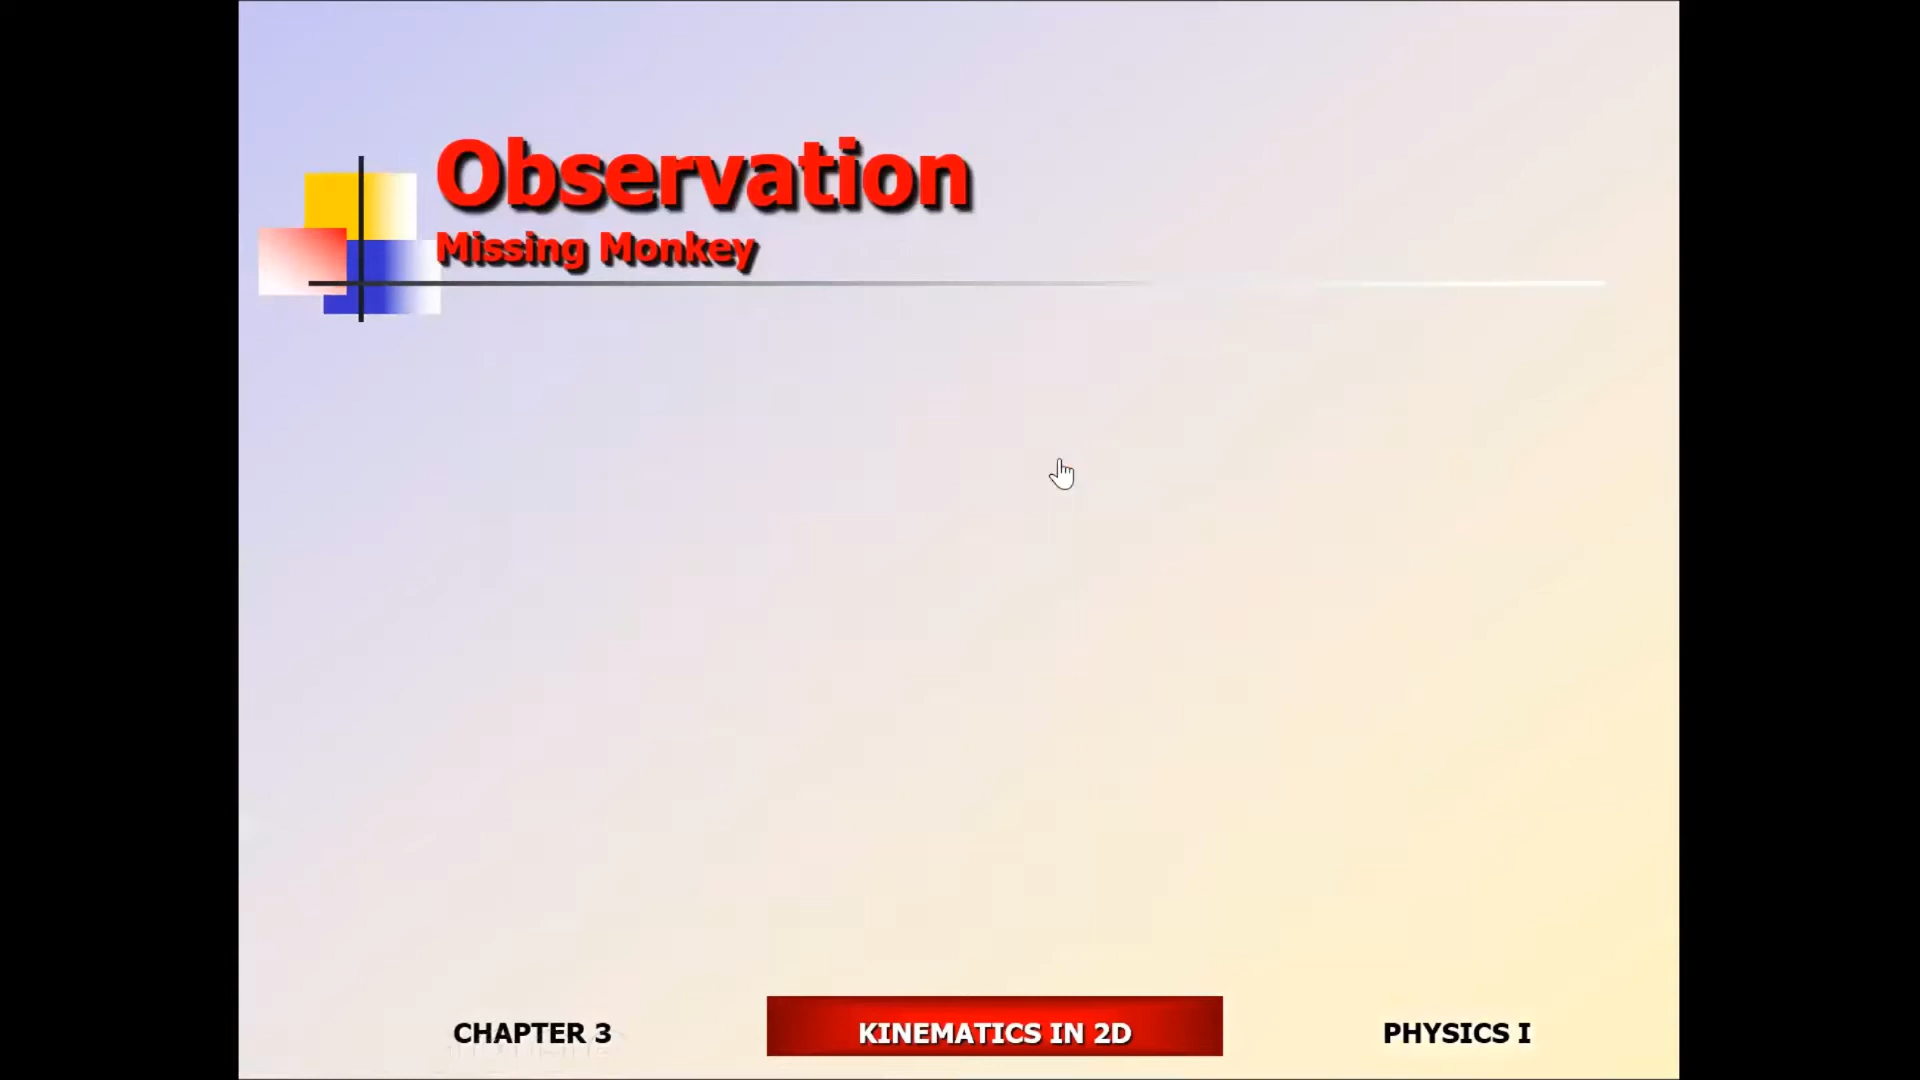 Observation
Missing Monkey
CHAPTER 3
KINEMATICS IN 2D
PHYSICS I